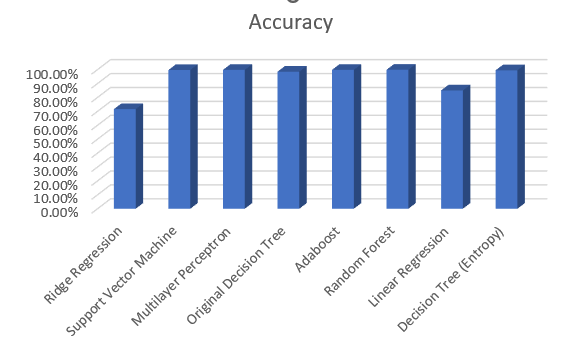 Accuracy
100.00%
90.00%
80.00%
70.00%
60.00%
50.00%
40.00%
30.00%
20.00%
10.00%
0.00%
Ridge Regression
Support Vector Machine
Multilayer Perceptron
Original Decision Tree
Adaboost
Random Forest
Linear Regression
Decision Tree (Entropy)